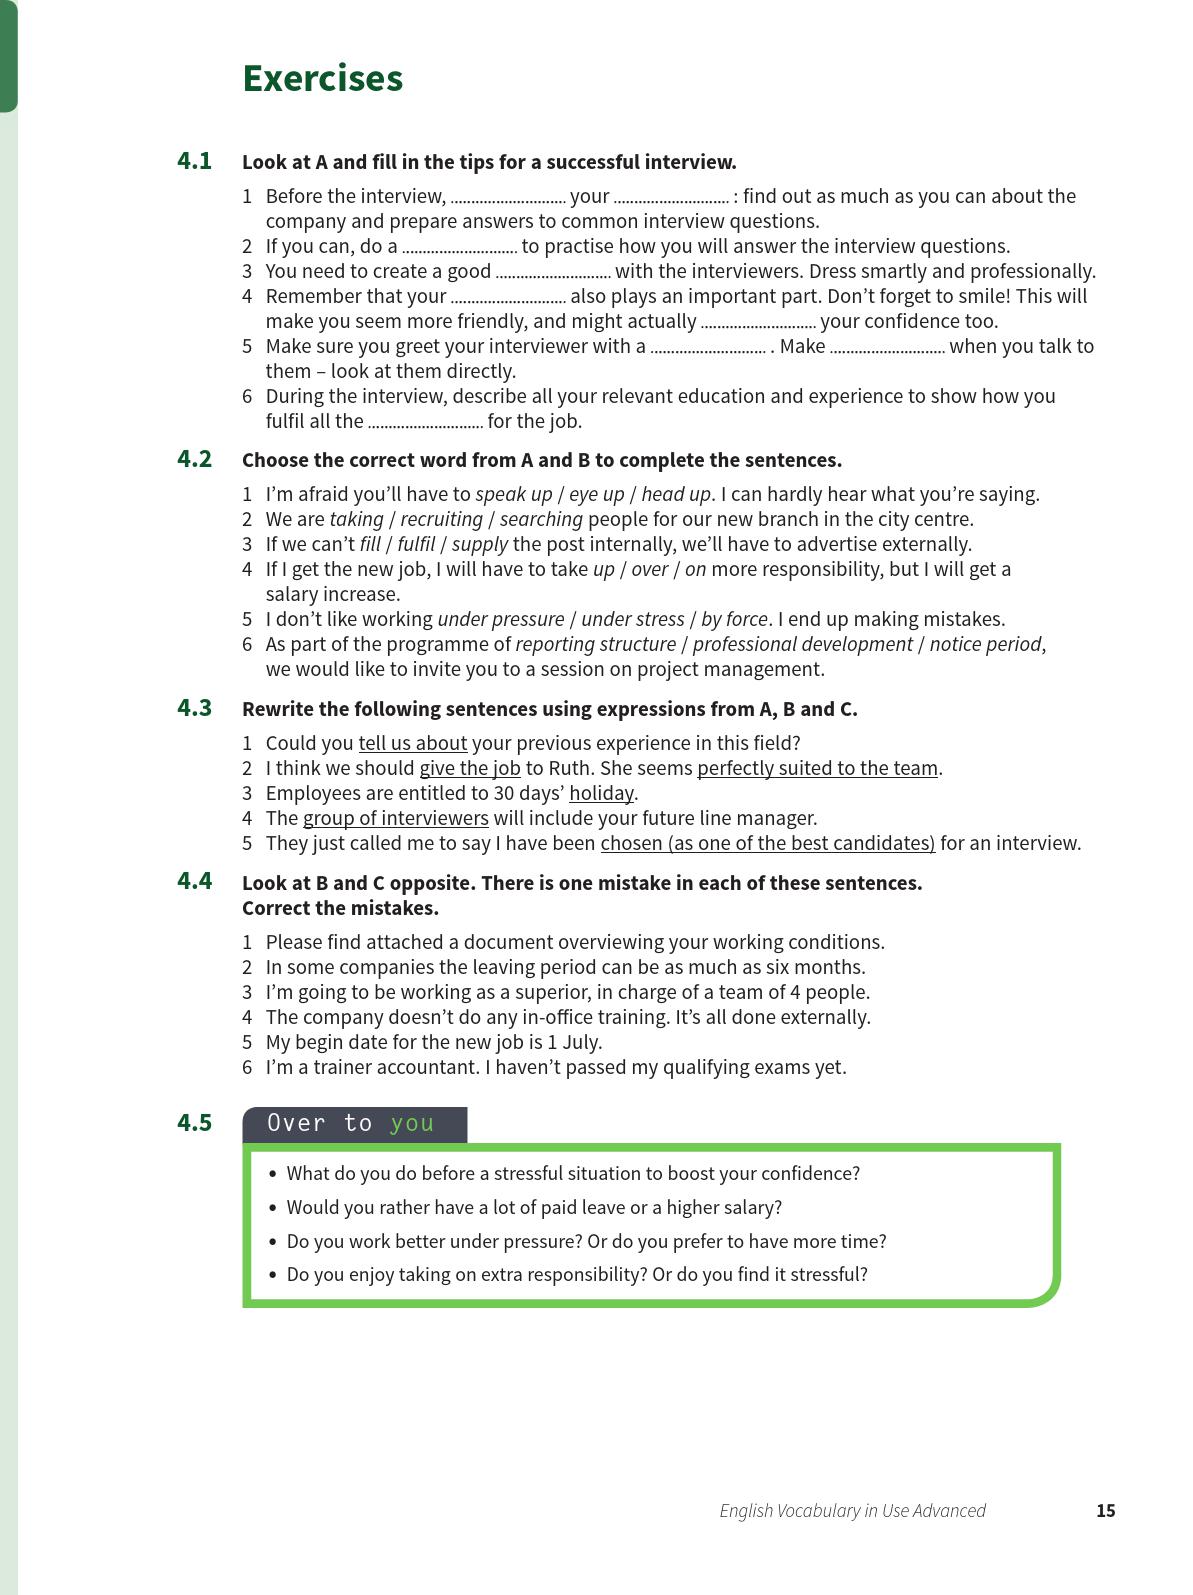 Exercises
4.1 Look at A and fill in the tips for a successful interview.
1 Before the interview, ............................ your ............................ : find out as much as you can about the
company and prepare answers to common interview questions.
2 If you can, do a ............................ to practise how you will answer the interview questions.
3 You need to create a good ............................ with the interviewers. Dress smartly and professionally.
4 Remember that your ............................ also plays an important part. Don’t forget to smile! This will
make you seem more friendly, and might actually ............................ your confidence too.
5 Make sure you greet your interviewer with a ............................ . Make ............................ when you talk to
them – look at them directly.
6 During the interview, describe all your relevant education and experience to show how you
fulfil all the ............................ for the job.
4.2 Choose the correct word from A and B to complete the sentences.
1 I’m afraid you’ll have to speak up / eye up / head up. I can hardly hear what you’re saying.
2 We are taking / recruiting / searching people for our new branch in the city centre.
3 If we can’t fill / fulfil / supply the post internally, we’ll have to advertise externally.
4 If I get the new job, I will have to take up / over / on more responsibility, but I will get a
salary increase.
5 I don’t like working under pressure / under stress / by force. I end up making mistakes.
6 As part of the programme of reporting structure / professional development / notice period,
we would like to invite you to a session on project management.
4.3 Rewrite the following sentences using expressions from A, B and C.
1 Could you tell us about your previous experience in this field?
2 I think we should give the job to Ruth. She seems perfectly suited to the team.
3 Employees are entitled to 30 days’ holiday.
4 The group of interviewers will include your future line manager.
5 They just called me to say I have been chosen (as one of the best candidates) for an interview.
4.4 Look at B and C opposite. There is one mistake in each of these sentences.
Correct the mistakes.
1 Please find attached a document overviewing your working conditions.
2 In some companies the leaving period can be as much as six months.
3 I’m going to be working as a superior, in charge of a team of 4 people.
4 The company doesn’t do any in-office training. It’s all done externally.
5 My begin date for the new job is 1 July.
6 I’m a trainer accountant. I haven’t passed my qualifying exams yet.
4.5 Over to you
• What do you do before a stressful situation to boost your confidence?
• Would you rather have a lot of paid leave or a higher salary?
• Do you work better under pressure? Or do you prefer to have more time?
• Do you enjoy taking on extra responsibility? Or do you find it stressful?
English Vocabulary in Use Advanced 15